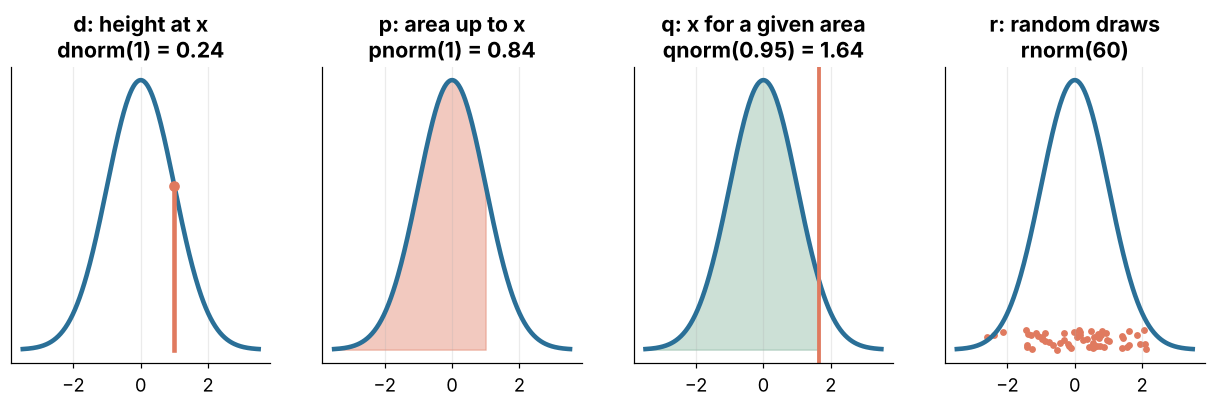 d: height at x
dnorm(1) = 0.24
p: area up to x
pnorm(1) = 0.84
q: x for a given area
qnorm(0.95) = 1.64
r: random draws
rnorm(60)
−2 0 2
−2 0 2
−2 0 2
−2 0 2